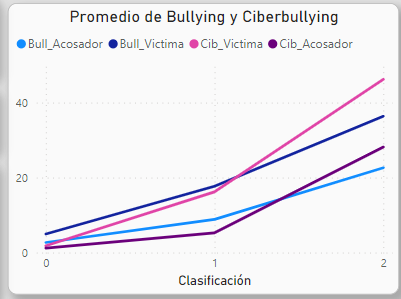 Promedio de Bullying y Ciberbullying
Bull_Acosador Bull_Victima Cib_Victima Cib_Acosador
40
20
0
0 1 2
Clasificación